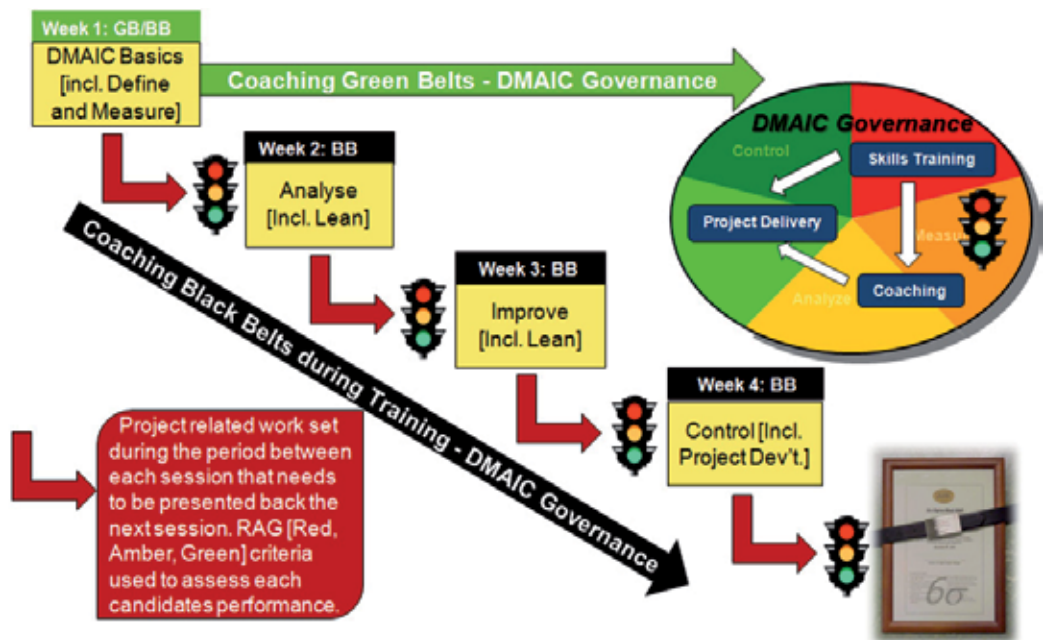 Week 1: GB/BB
DMAIC Basics
[incl. Define
and Measure]
Coaching Green Belts - DMAIC Governance
DMAIC Governance
Control
Skills Training
Project Delivery
Measu
Analyze
Coaching
Week 2: BB
Analyse
[Incl. Lean]
Week 3: BB
Improve
[Incl. Lean]
Week 4: BB
Control [Incl.
Project Dev't.]
Coaching Black Belts during Training - DMAIC Governance
Project related work set
during the period between
each session that needs
to be presented back the
next session. RAG [Red,
Amber, Green] criteria
used to assess each
candidates performance.
6σ